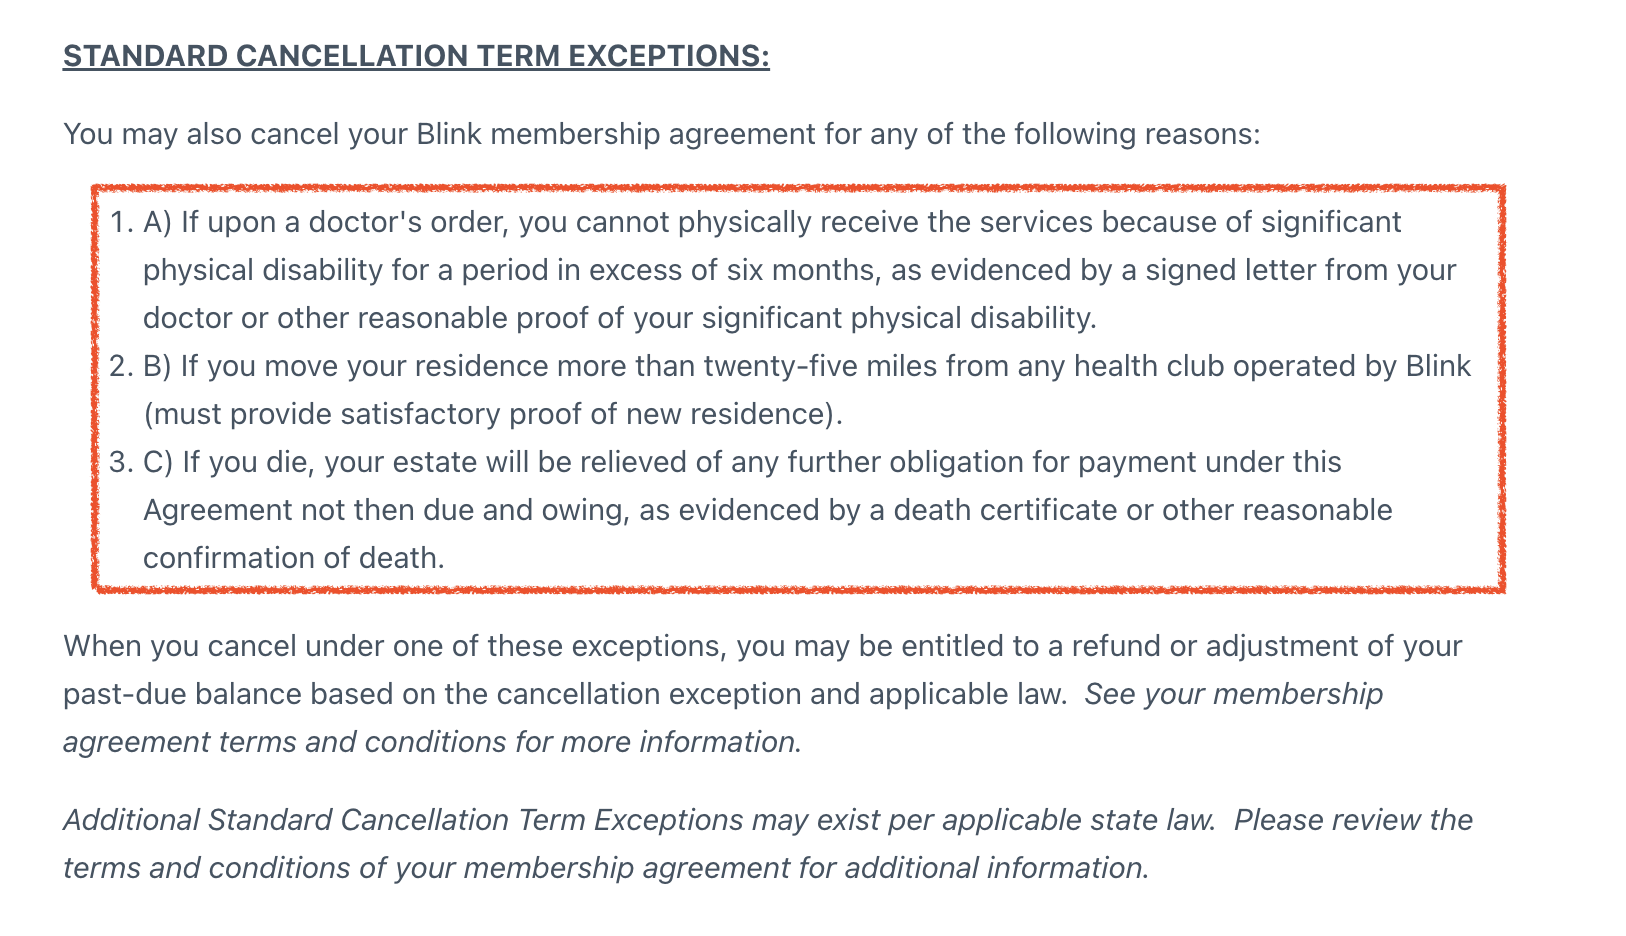 STANDARD CANCELLATION TERM EXCEPTIONS:
You may also cancel your Blink membership agreement for any of the following reasons:
1. A) If upon a doctor's order, you cannot physically receive the services because of significant
physical disability for a period in excess of six months, as evidenced by a signed letter from your
doctor or other reasonable proof of your significant physical disability.
2. B) If you move your residence more than twenty-five miles from any health club operated by Blink
(must provide satisfactory proof of new residence).
3. C) If you die, your estate will be relieved of any further obligation for payment under this
Agreement not then due and owing, as evidenced by a death certificate or other reasonable
confirmation of death.
When you cancel under one of these exceptions, you may be entitled to a refund or adjustment of your
past-due balance based on the cancellation exception and applicable law.  See your membership
agreement terms and conditions for more information.
Additional Standard Cancellation Term Exceptions may exist per applicable state law.  Please review the
terms and conditions of your membership agreement for additional information.